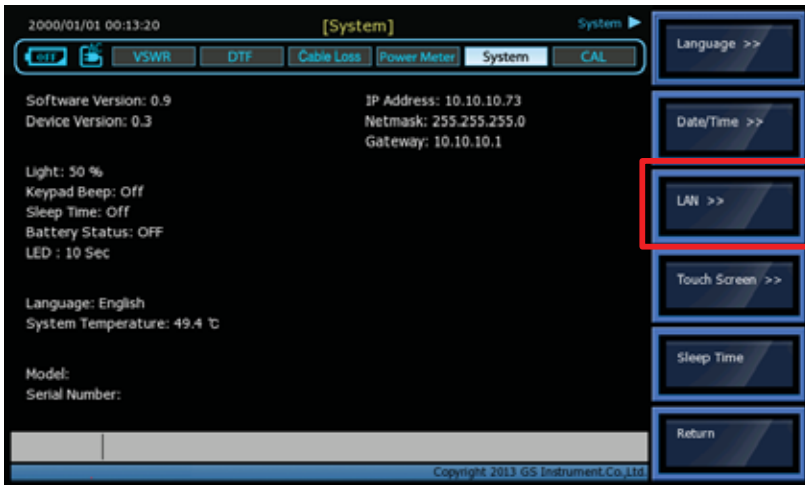 2000/01/01 00:13:20
[System]
System
OFF
VSWR
DTF
Cable Loss
Power Meter
System
CAL
Software Version: 0.9
Device Version: 0.3
IP Address: 10.10.10.73
Netmask: 255.255.255.0
Gateway: 10.10.10.1
Light: 50 %
Keypad Beep: Off
Sleep Time: Off
Battery Status: OFF
LED : 10 Sec
Language: English
System Temperature: 49.4 ℃
Model:
Serial Number:
Copyright 2013 GS Instrument.Co.,Ltd
Language >>
Date/Time >>
LAN >>
Touch Screen >>
Sleep Time
Return